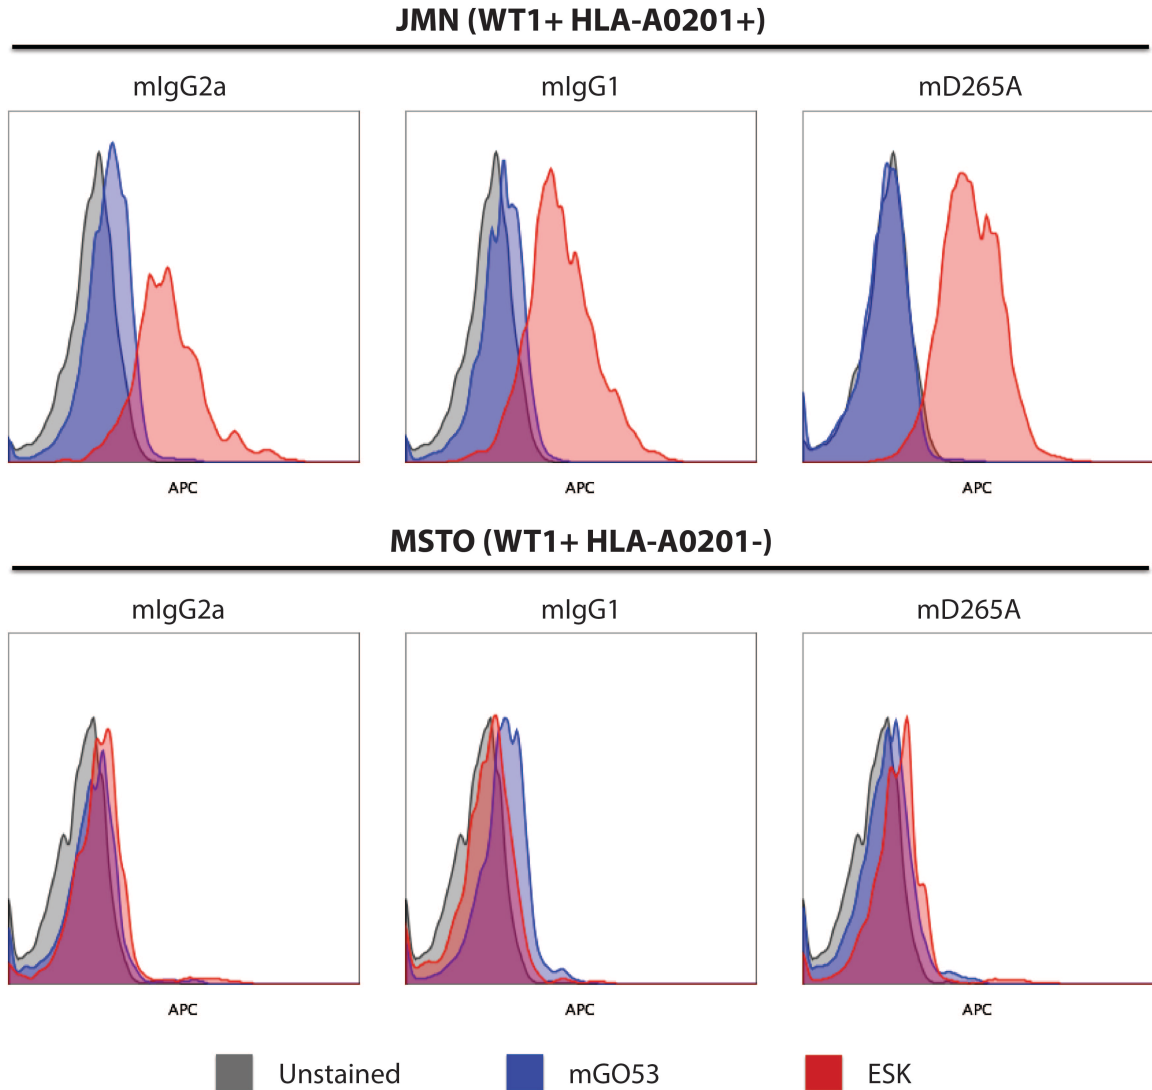 JMN (WT1+ HLA-A0201+)
mIgG2a mIgG1 mD265A
APC APC APC
MSTO (WT1+ HLA-A0201-)
mIgG2a mIgG1 mD265A
APC APC APC
Unstained mGO53 ESK